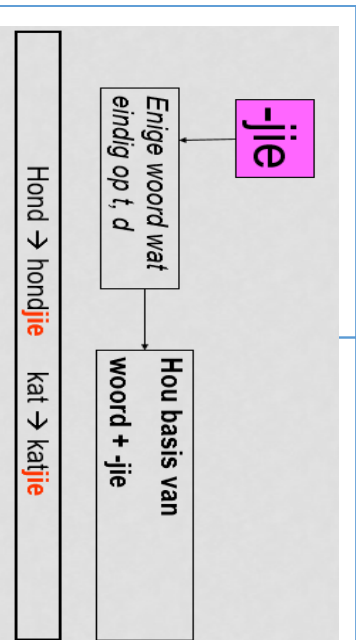 -jie
Enige woord wat
eindig op t, d
Hou basis van
woord + -jie
Hond → hondjie kat → katjie